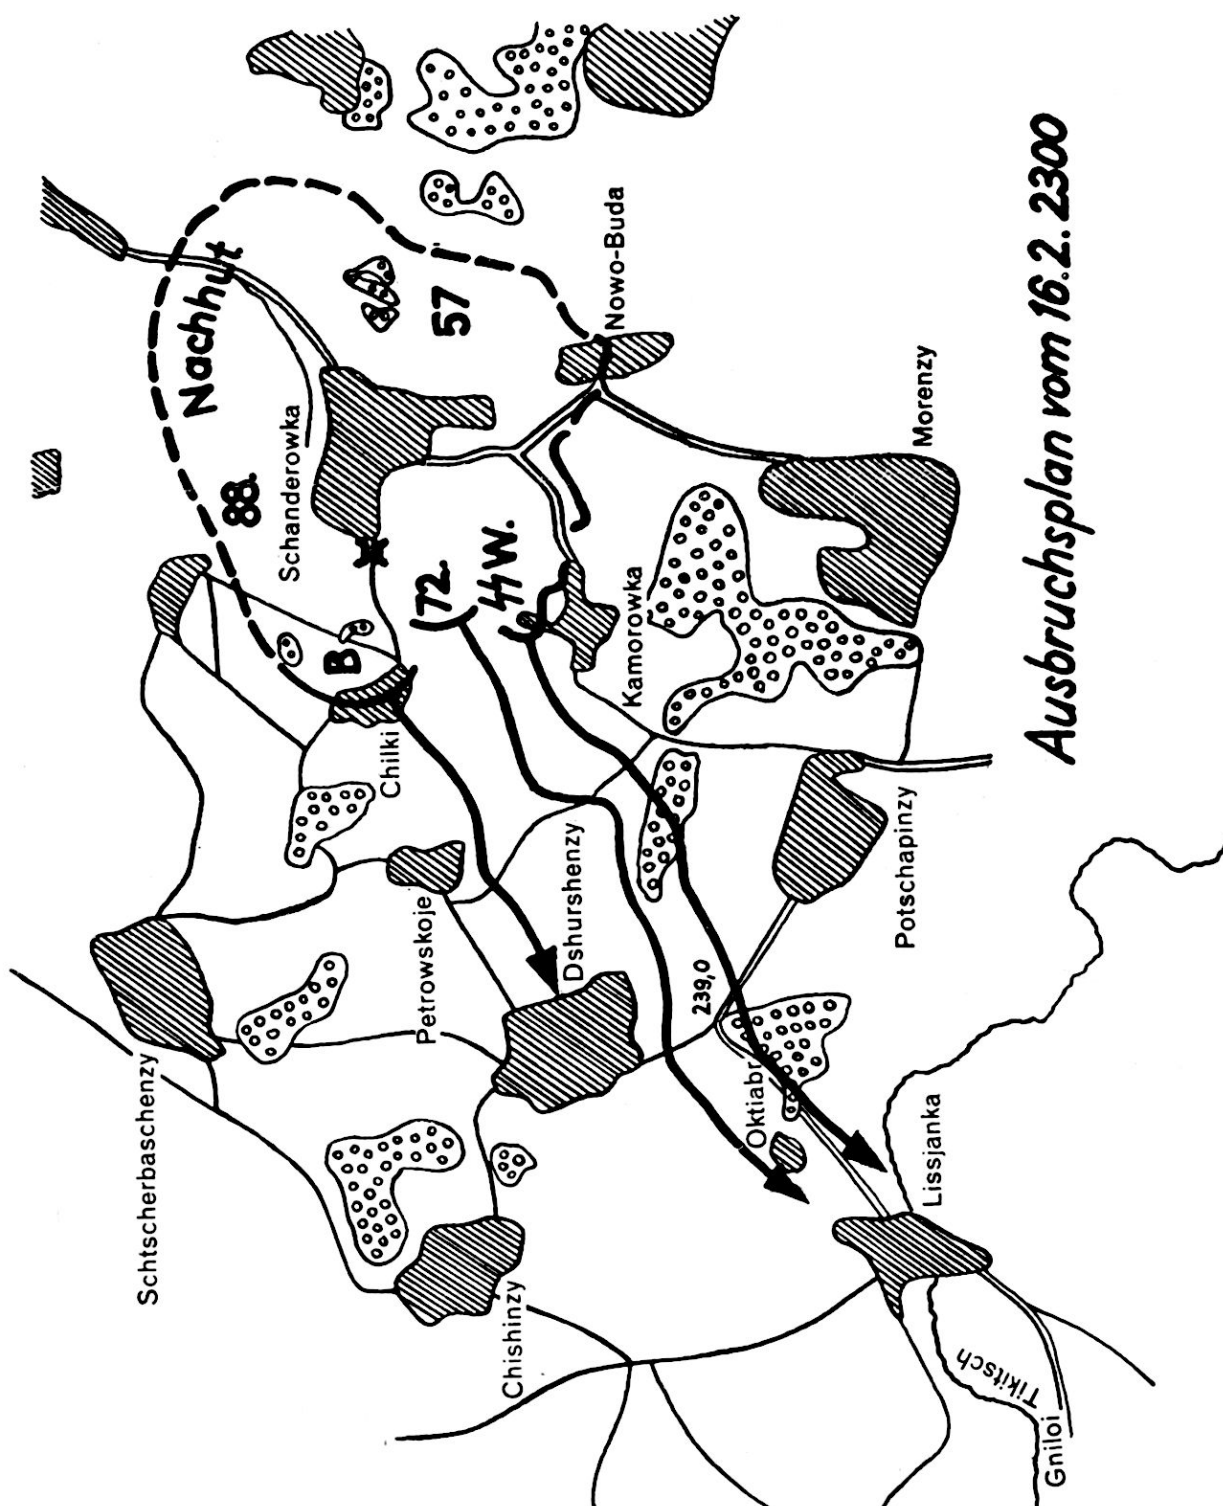 Schtscherbaschenzy
Nachhut
88.
Schanderowka
B
Chilki
Petrowskoje
72.
57
SS W.
Chishinzy
Dshurshenzy
Nowo-Buda
Kamorowka
239,0
Oktiabr
Potschapinzy
Morenzy
Lissjanka
Gniloi
Tikitsch
Ausbruchsplan vom 16.2.2300